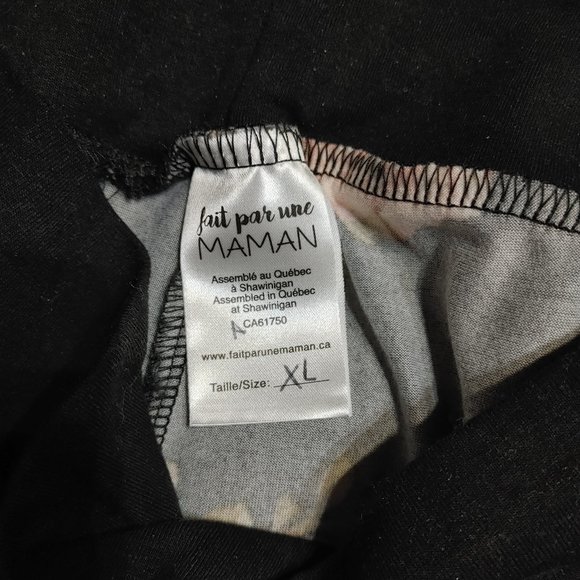 fait par une
MAMAN
Assemblé au Québec
à Shawinigan
Assembled in Québec
at Shawinigan
A CA61750
www.faitparunemaman.ca
Taille/Size: XL